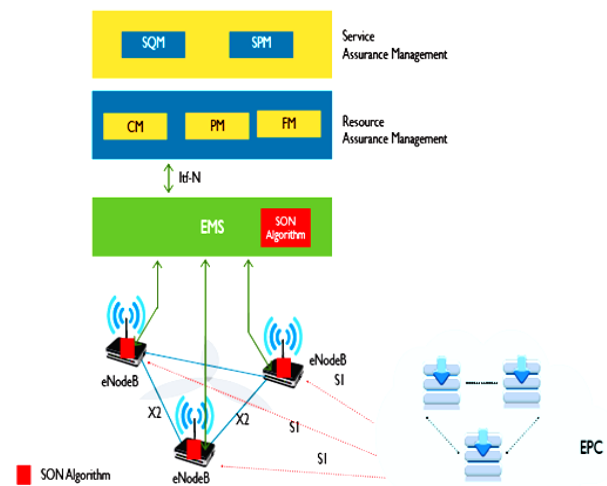 SQM
SPM
Service
Assurance Management
CM
PM
FM
Resource
Assurance Management
Itf-N
EMS
SON
Algorithm
eNodeB
eNodeB
S1
X2
X2
S1
eNodeB
S1
EPC
SON Algorithm